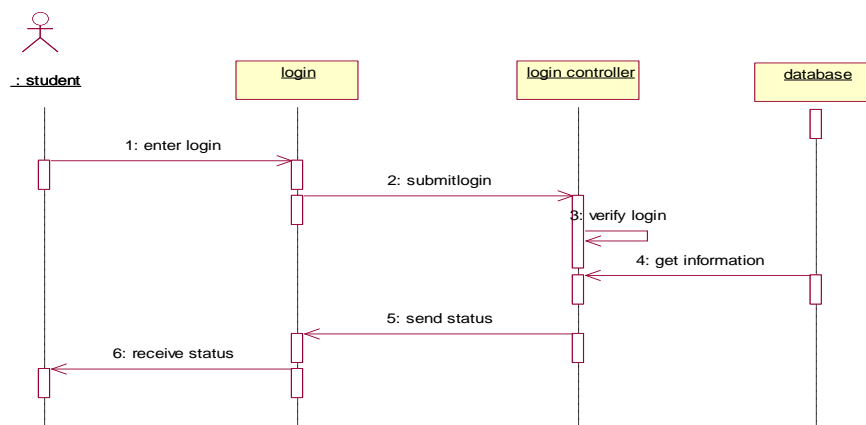 : student
login
login controller
database
1: enter login
2: submitlogin
3: verify login
4: get information
5: send status
6: receive status